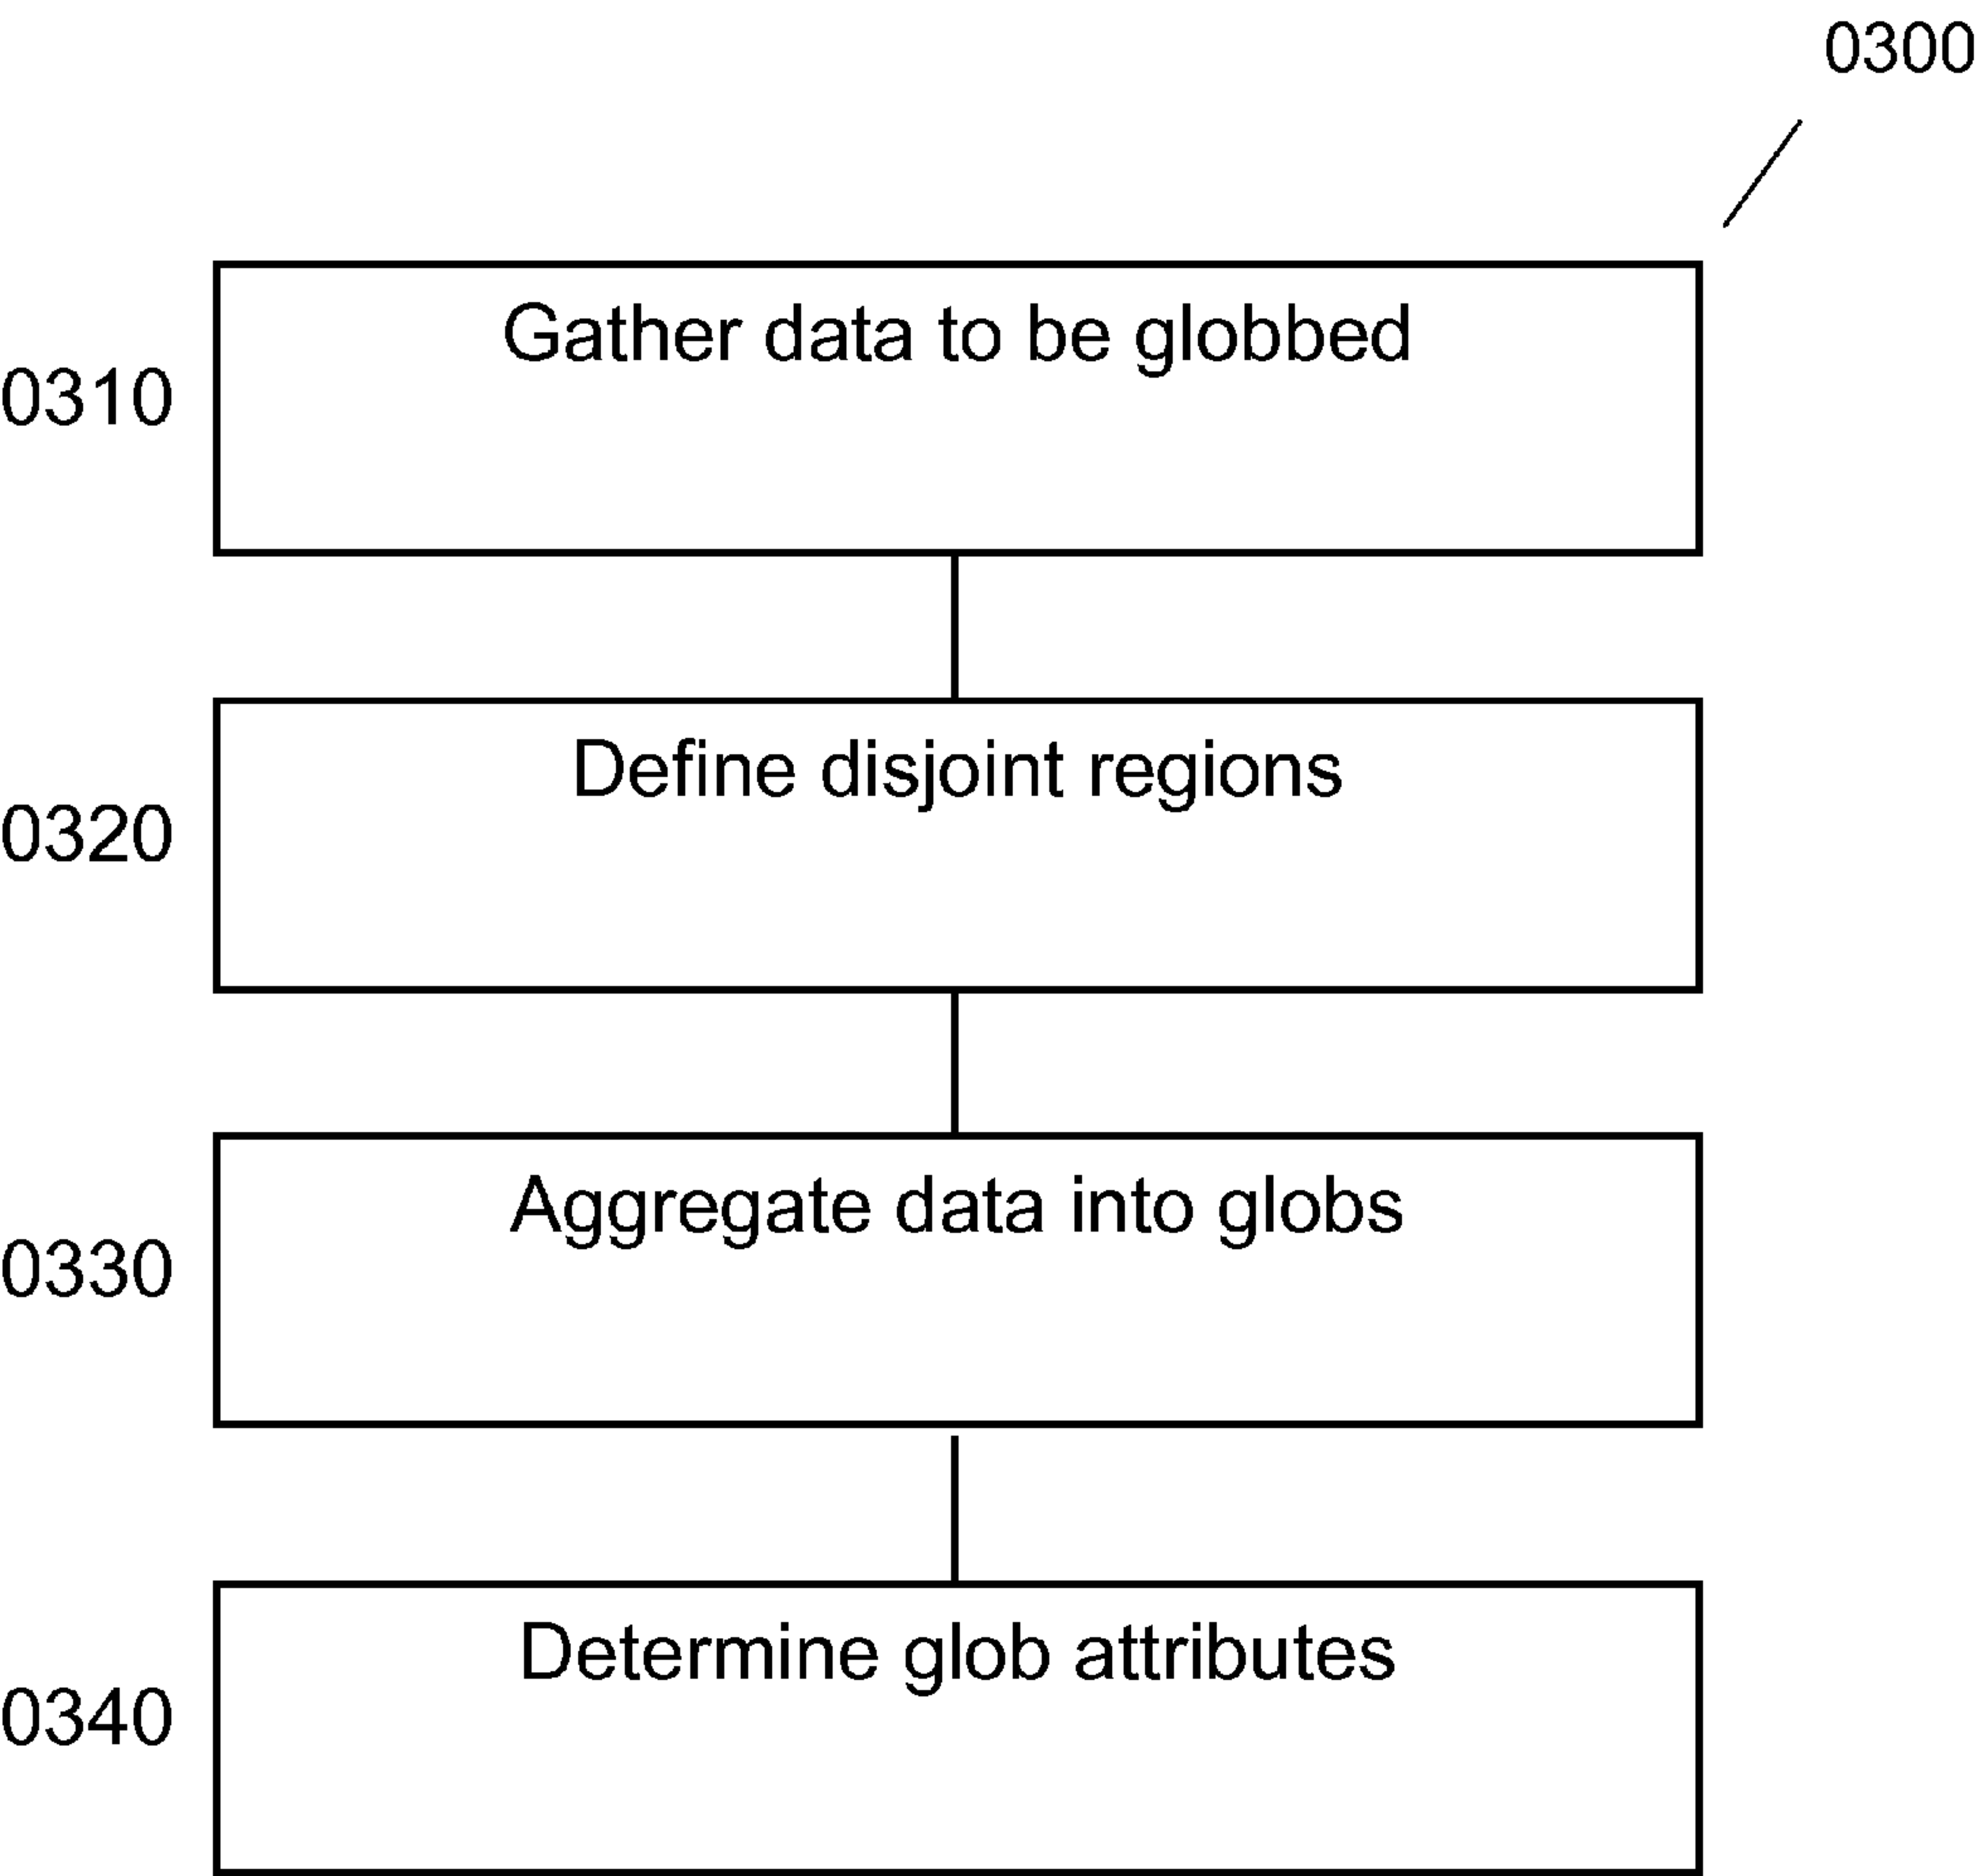 0300
Gather data to be globbed
0310
Define disjoint regions
0320
Aggregate data into globs
0330
Determine glob attributes
0340